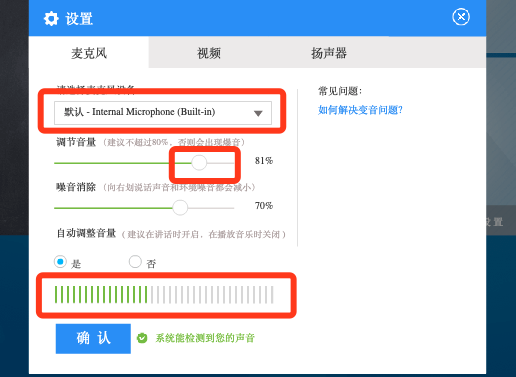 设置
麦克风
视频
扬声器
请选择麦克风设备
常见问题：
默认 - Internal Microphone (Built-in)
如何解决变音问题?
调节音量（建议不超过80%，否则会出现爆音）
81%
噪音消除（向右划说话声音和环境噪音都会减小）
70%
自动调整音量（建议在讲话时开启，在播放音乐时关闭）
设置
是
否
确 认
系统能检测到您的声音